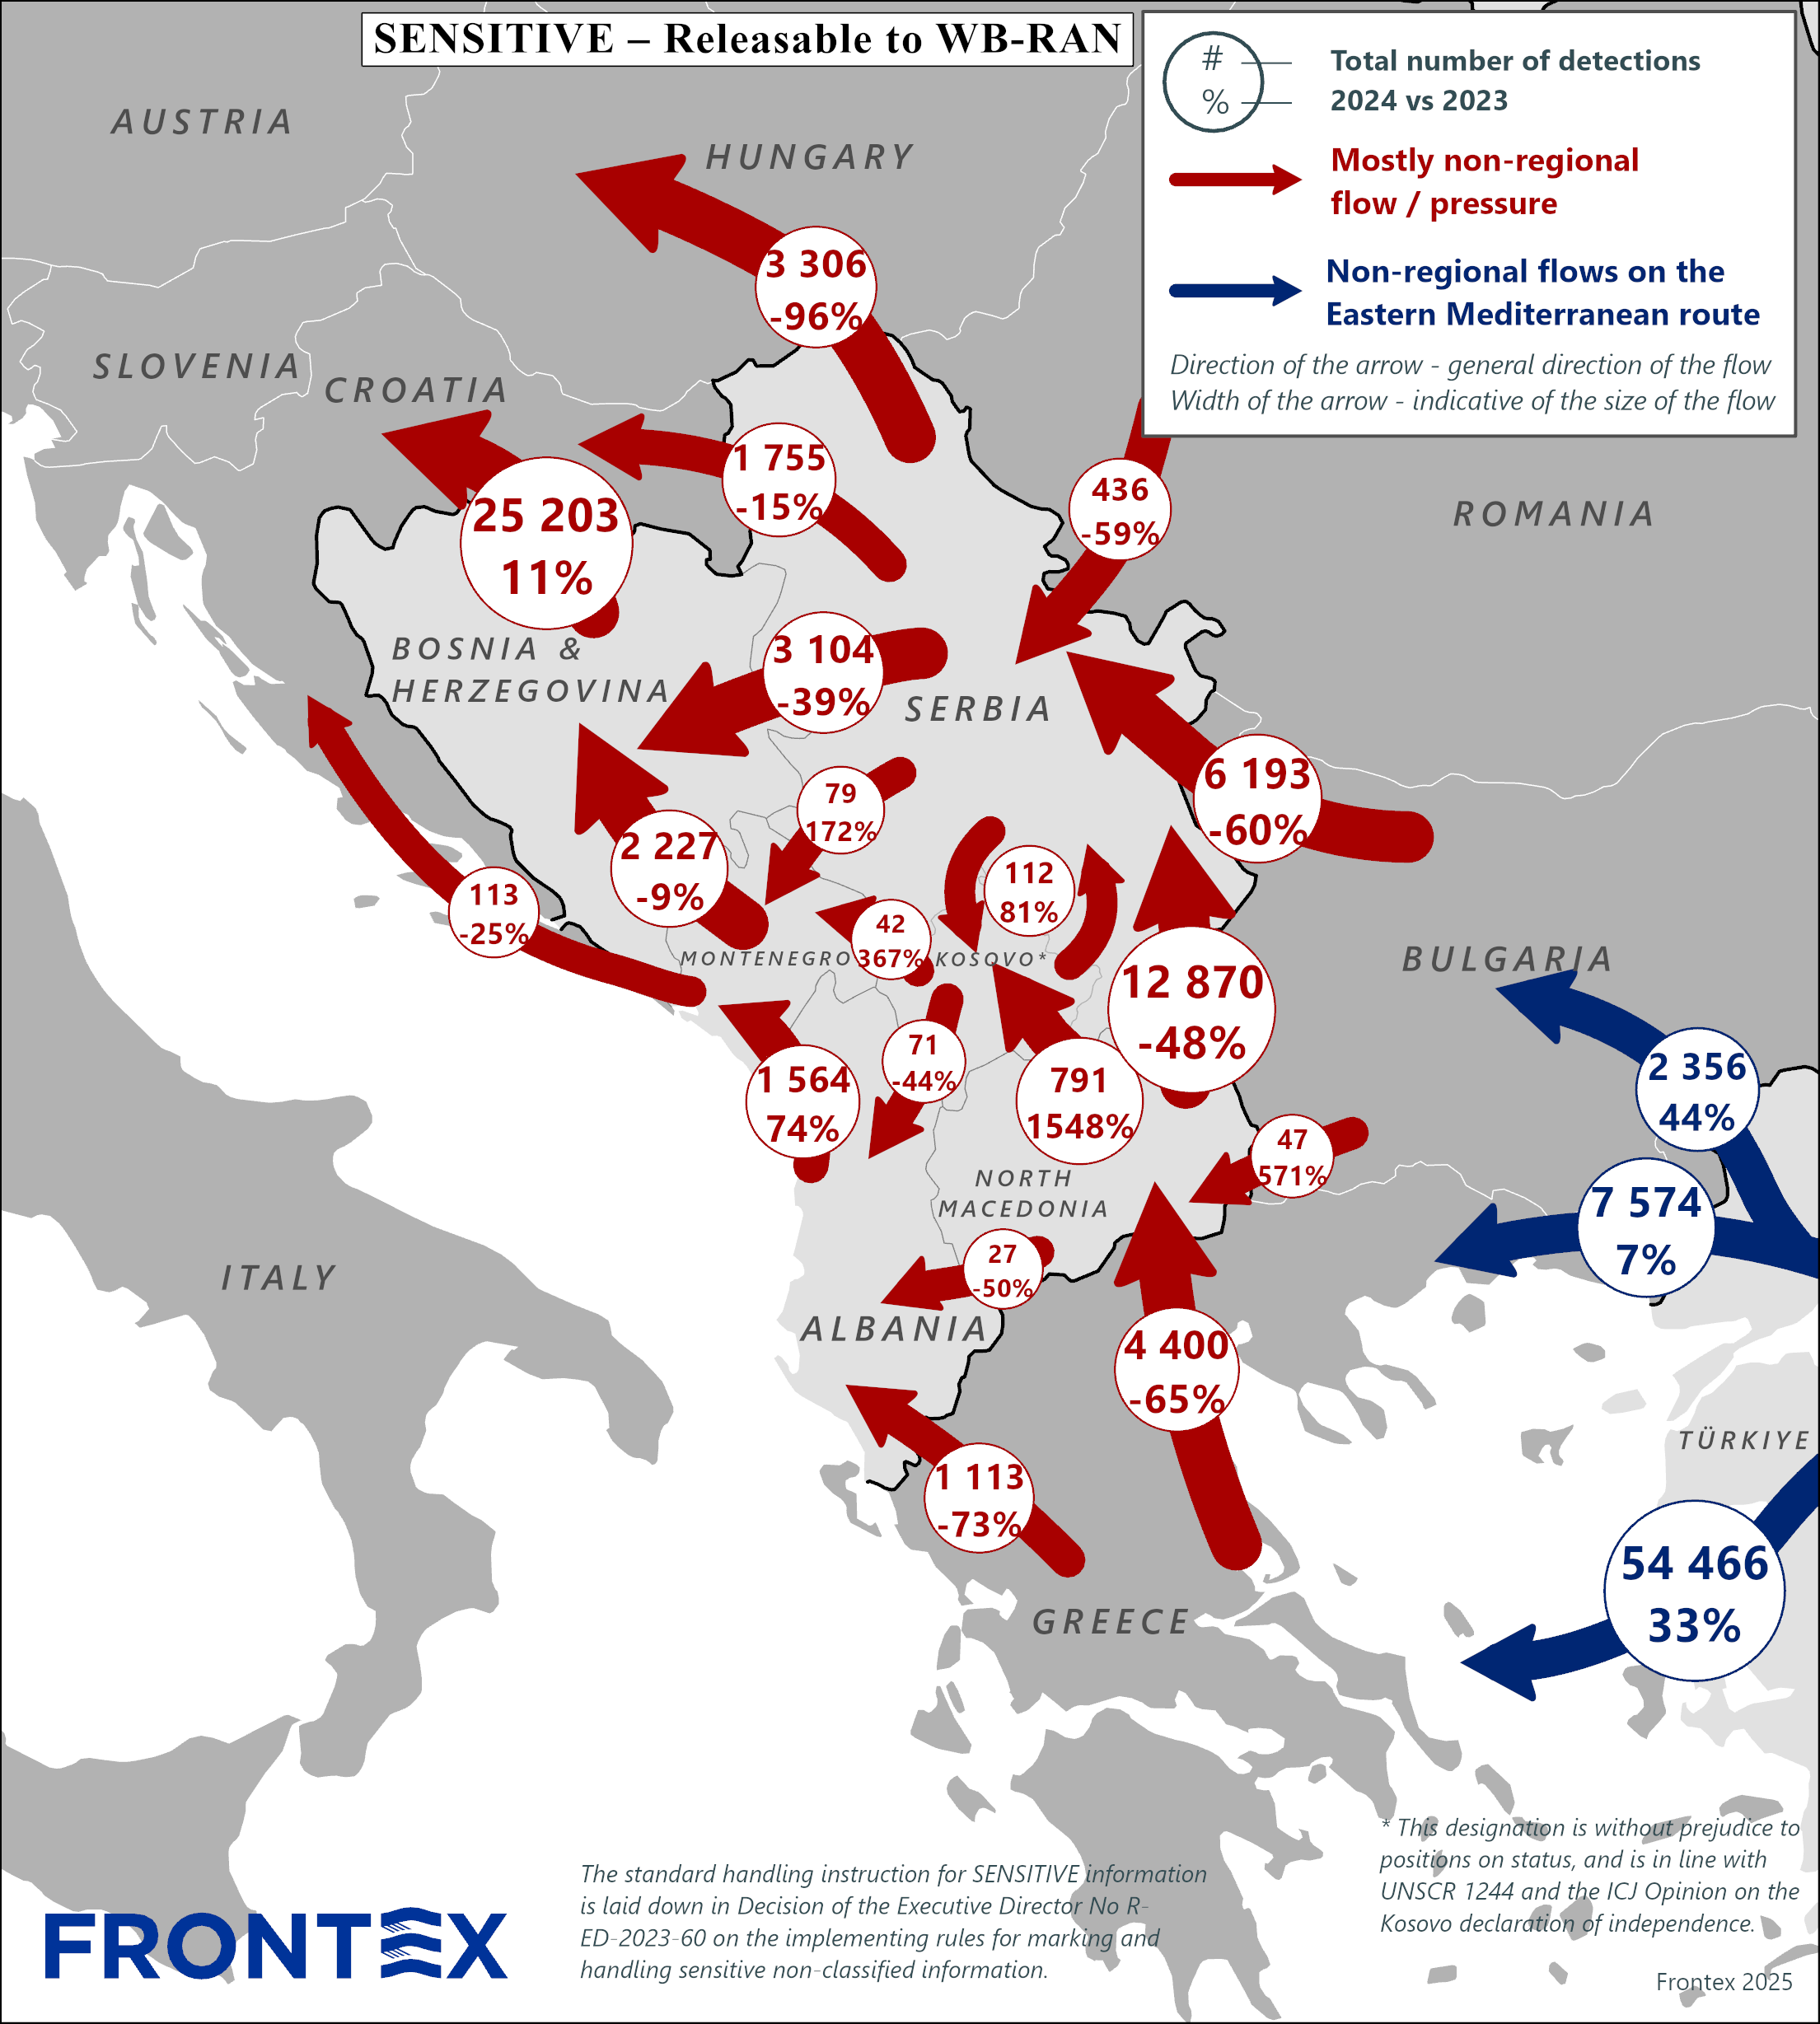 SENSITIVE – Releasable to WB-RAN
#
%
Total number of detections
2024 vs 2023
Mostly non-regional
flow / pressure
Non-regional flows on the
Eastern Mediterranean route
Direction of the arrow - general direction of the flow
Width of the arrow - indicative of the size of the flow
AUSTRIA
HUNGARY
3 306
-96%
SLOVENIA
CROATIA
1 755
-15%
436
-59%
ROMANIA
25 203
11%
BOSNIA &
HERZEGOVINA
3 104
-39%
SERBIA
6 193
-60%
79
172%
2 227
-9%
112
81%
113
-25%
42
367%
MONTENEGRO
KOSOVO*
BULGARIA
12 870
-48%
71
-44%
1 564
74%
791
1548%
2 356
44%
47
571%
NORTH
MACEDONIA
7 574
7%
27
-50%
ITALY
ALBANIA
4 400
-65%
TÜRKIYE
1 113
-73%
54 466
33%
GREECE
* This designation is without prejudice to
positions on status, and is in line with
UNSCR 1244 and the ICJ Opinion on the
Kosovo declaration of independence.
The standard handling instruction for SENSITIVE information
is laid down in Decision of the Executive Director No R-
ED-2023-60 on the implementing rules for marking and
handling sensitive non-classified information.
FRONTEX
Frontex 2025